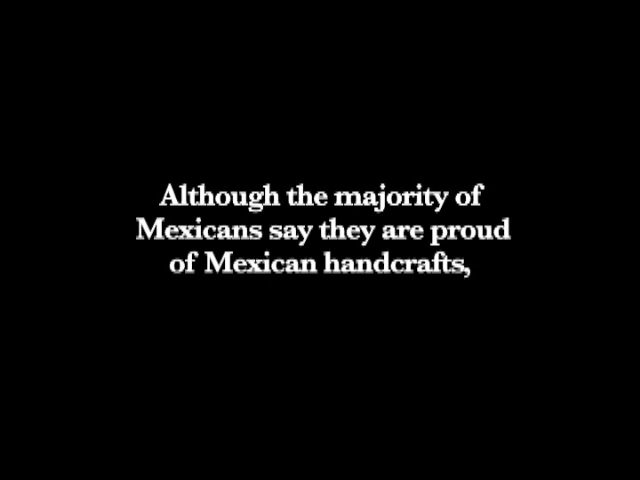 Although the majority of
Mexicans say they are proud
of Mexican handcrafts,